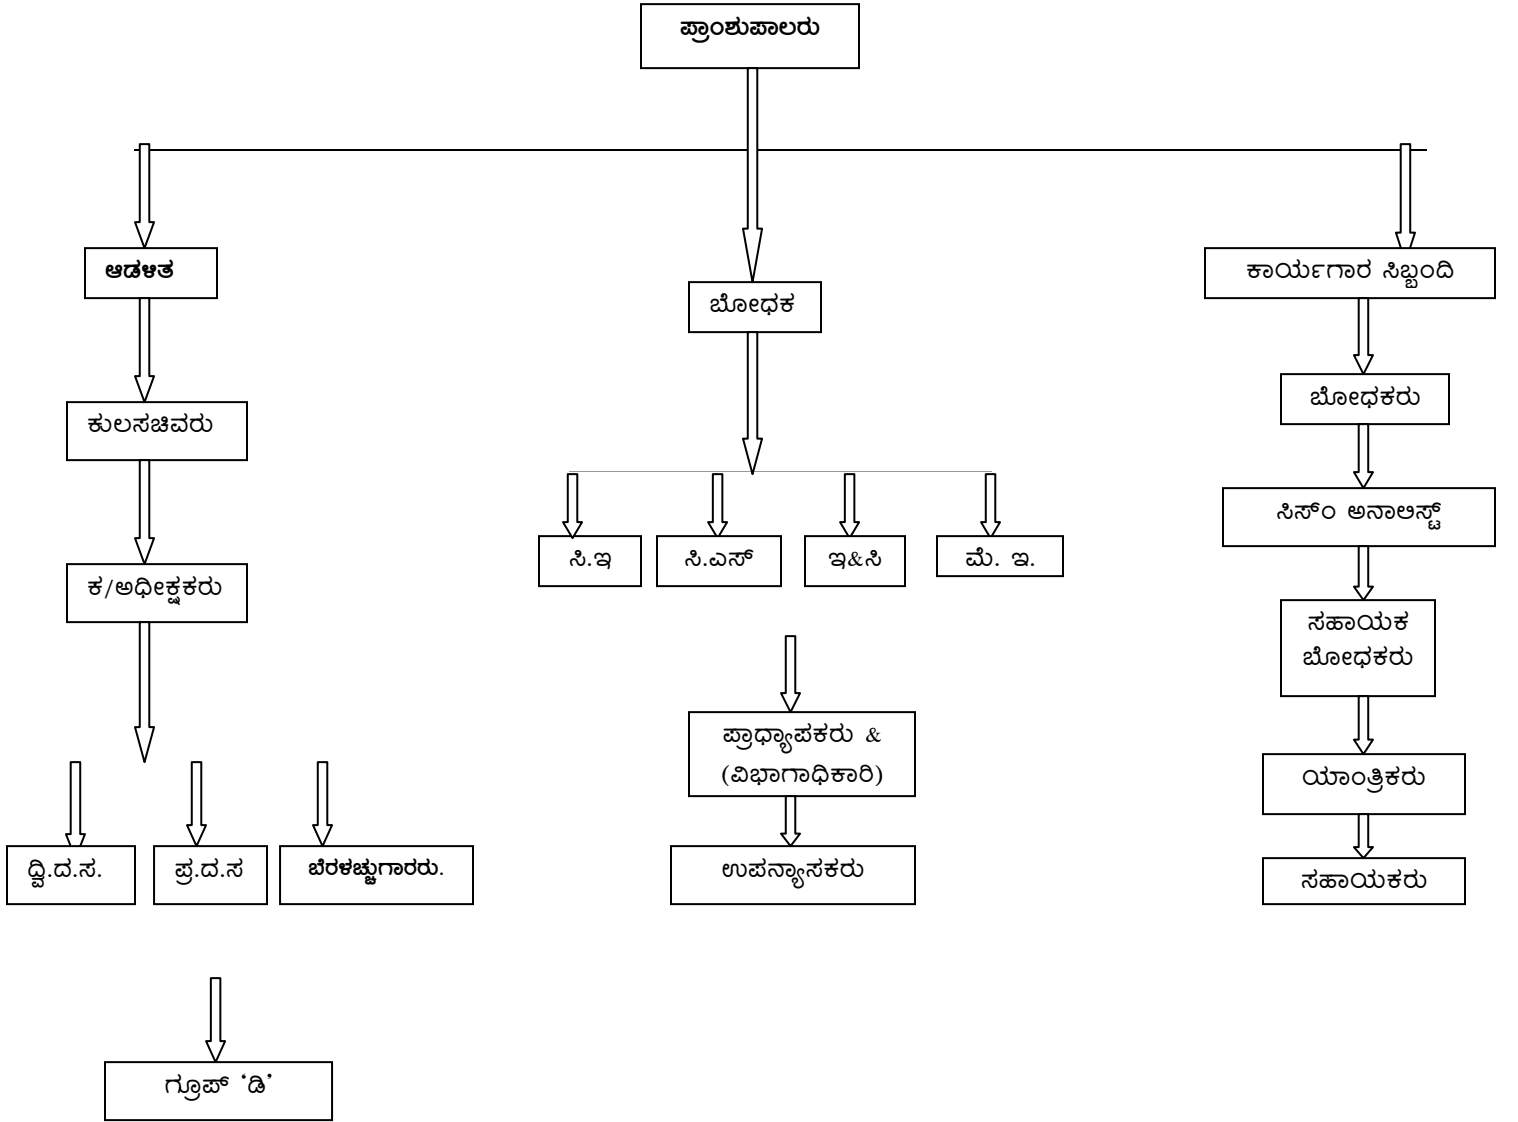 ಪ್ರಾಂಶುಪಾಲರು
ಆಡಳಿತ
ಕಾರ್ಯಗಾರ ಸಿಬ್ಬಂದಿ
ಬೋಧಕ
ಬೋಧಕರು
ಕುಲಸಚಿವರು
ಸಿಸ್ಂ ಅನಾಲಿಸ್ಟ್
ಸಿ.ಇ
ಸಿ.ಎಸ್
ಇ&ಸಿ
ಮೆ. ಇ.
ಕ/ಅಧೀಕ್ಷಕರು
ಸಹಾಯಕ
ಬೋಧಕರು
ಪ್ರಾಧ್ಯಾಪಕರು &
(ವಿಭಾಗಾಧಿಕಾರಿ)
ಯಾಂತ್ರಿಕರು
ದ್ವಿ.ದ.ಸ.
ಪ್ರ.ದ.ಸ
ಬೆರಳಚ್ಚುಗಾರರು.
ಉಪನ್ಯಾಸಕರು
ಸಹಾಯಕರು
ಗ್ರೂಪ್ ‘ಡಿ’